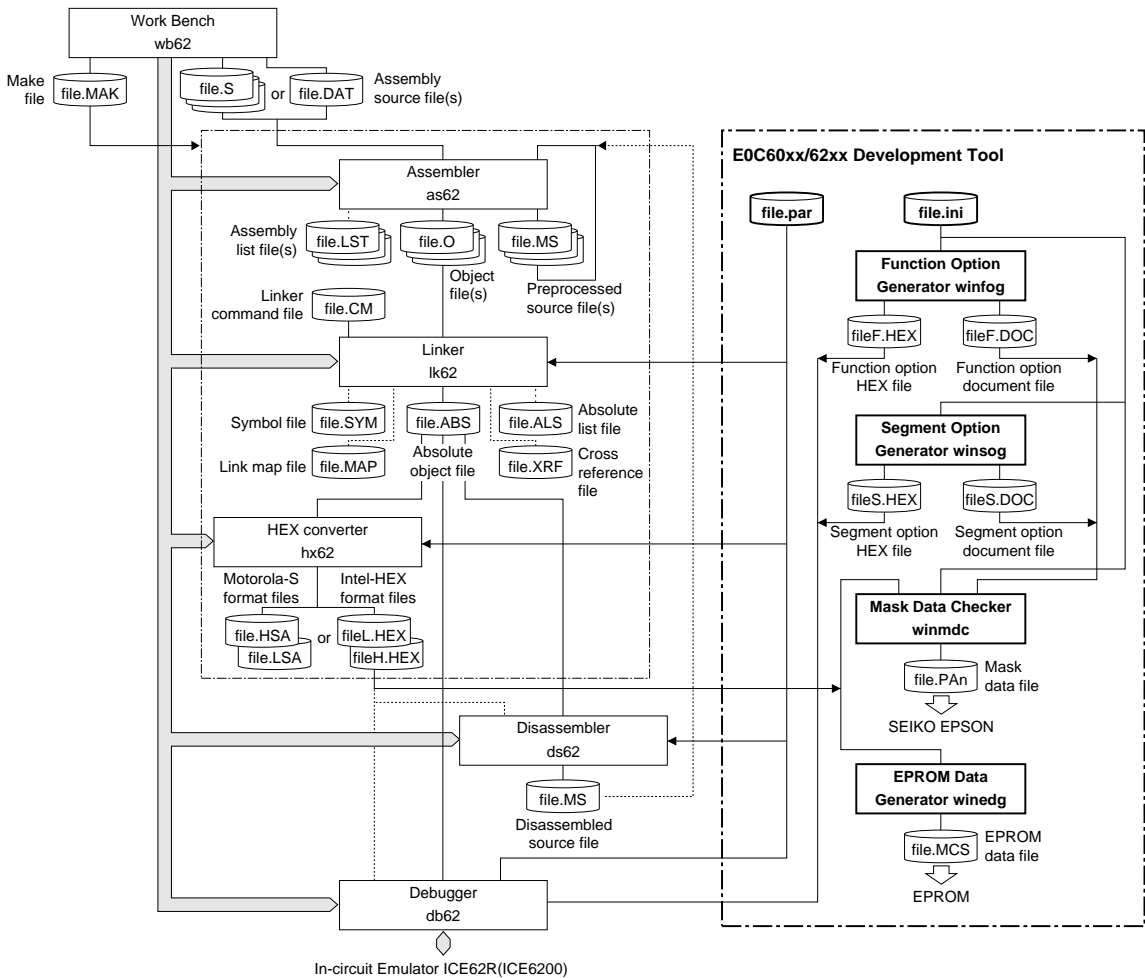 Work Bench
wb62
Make
file
file.MAK
file.S
or
file.DAT
Assembly
source file(s)
Assembler
as62
Assembly
list file(s)
file.LST
file.O
file.MS
Object
file(s)
Preprocessed
source file(s)
Linker
command file
file.CM
Linker
lk62
Symbol file
file.SYM
file.ABS
file.ALS
Absolute
list file
Link map file
file.MAP
Absolute
object file
file.XRF
Cross
reference
file
HEX converter
hx62
Motorola-S
format files
Intel-HEX
format files
file.HSA
file.LSA
or
fileL.HEX
fileH.HEX
Disassembler
ds62
file.MS
Disassembled
source file
Debugger
db62
In-circuit Emulator ICE62R(ICE6200)
E0C60xx/62xx Development Tool
file.par
file.ini
Function Option
Generator winfog
fileF.HEX
fileF.DOC
Function option
HEX file
Function option
document file
Segment Option
Generator winsog
fileS.HEX
fileS.DOC
Segment option
HEX file
Segment option
document file
Mask Data Checker
winmdc
file.PAn
Mask
data file
SEIKO EPSON
EPROM Data
Generator winedg
file.MCS
EPROM
data file
EPROM